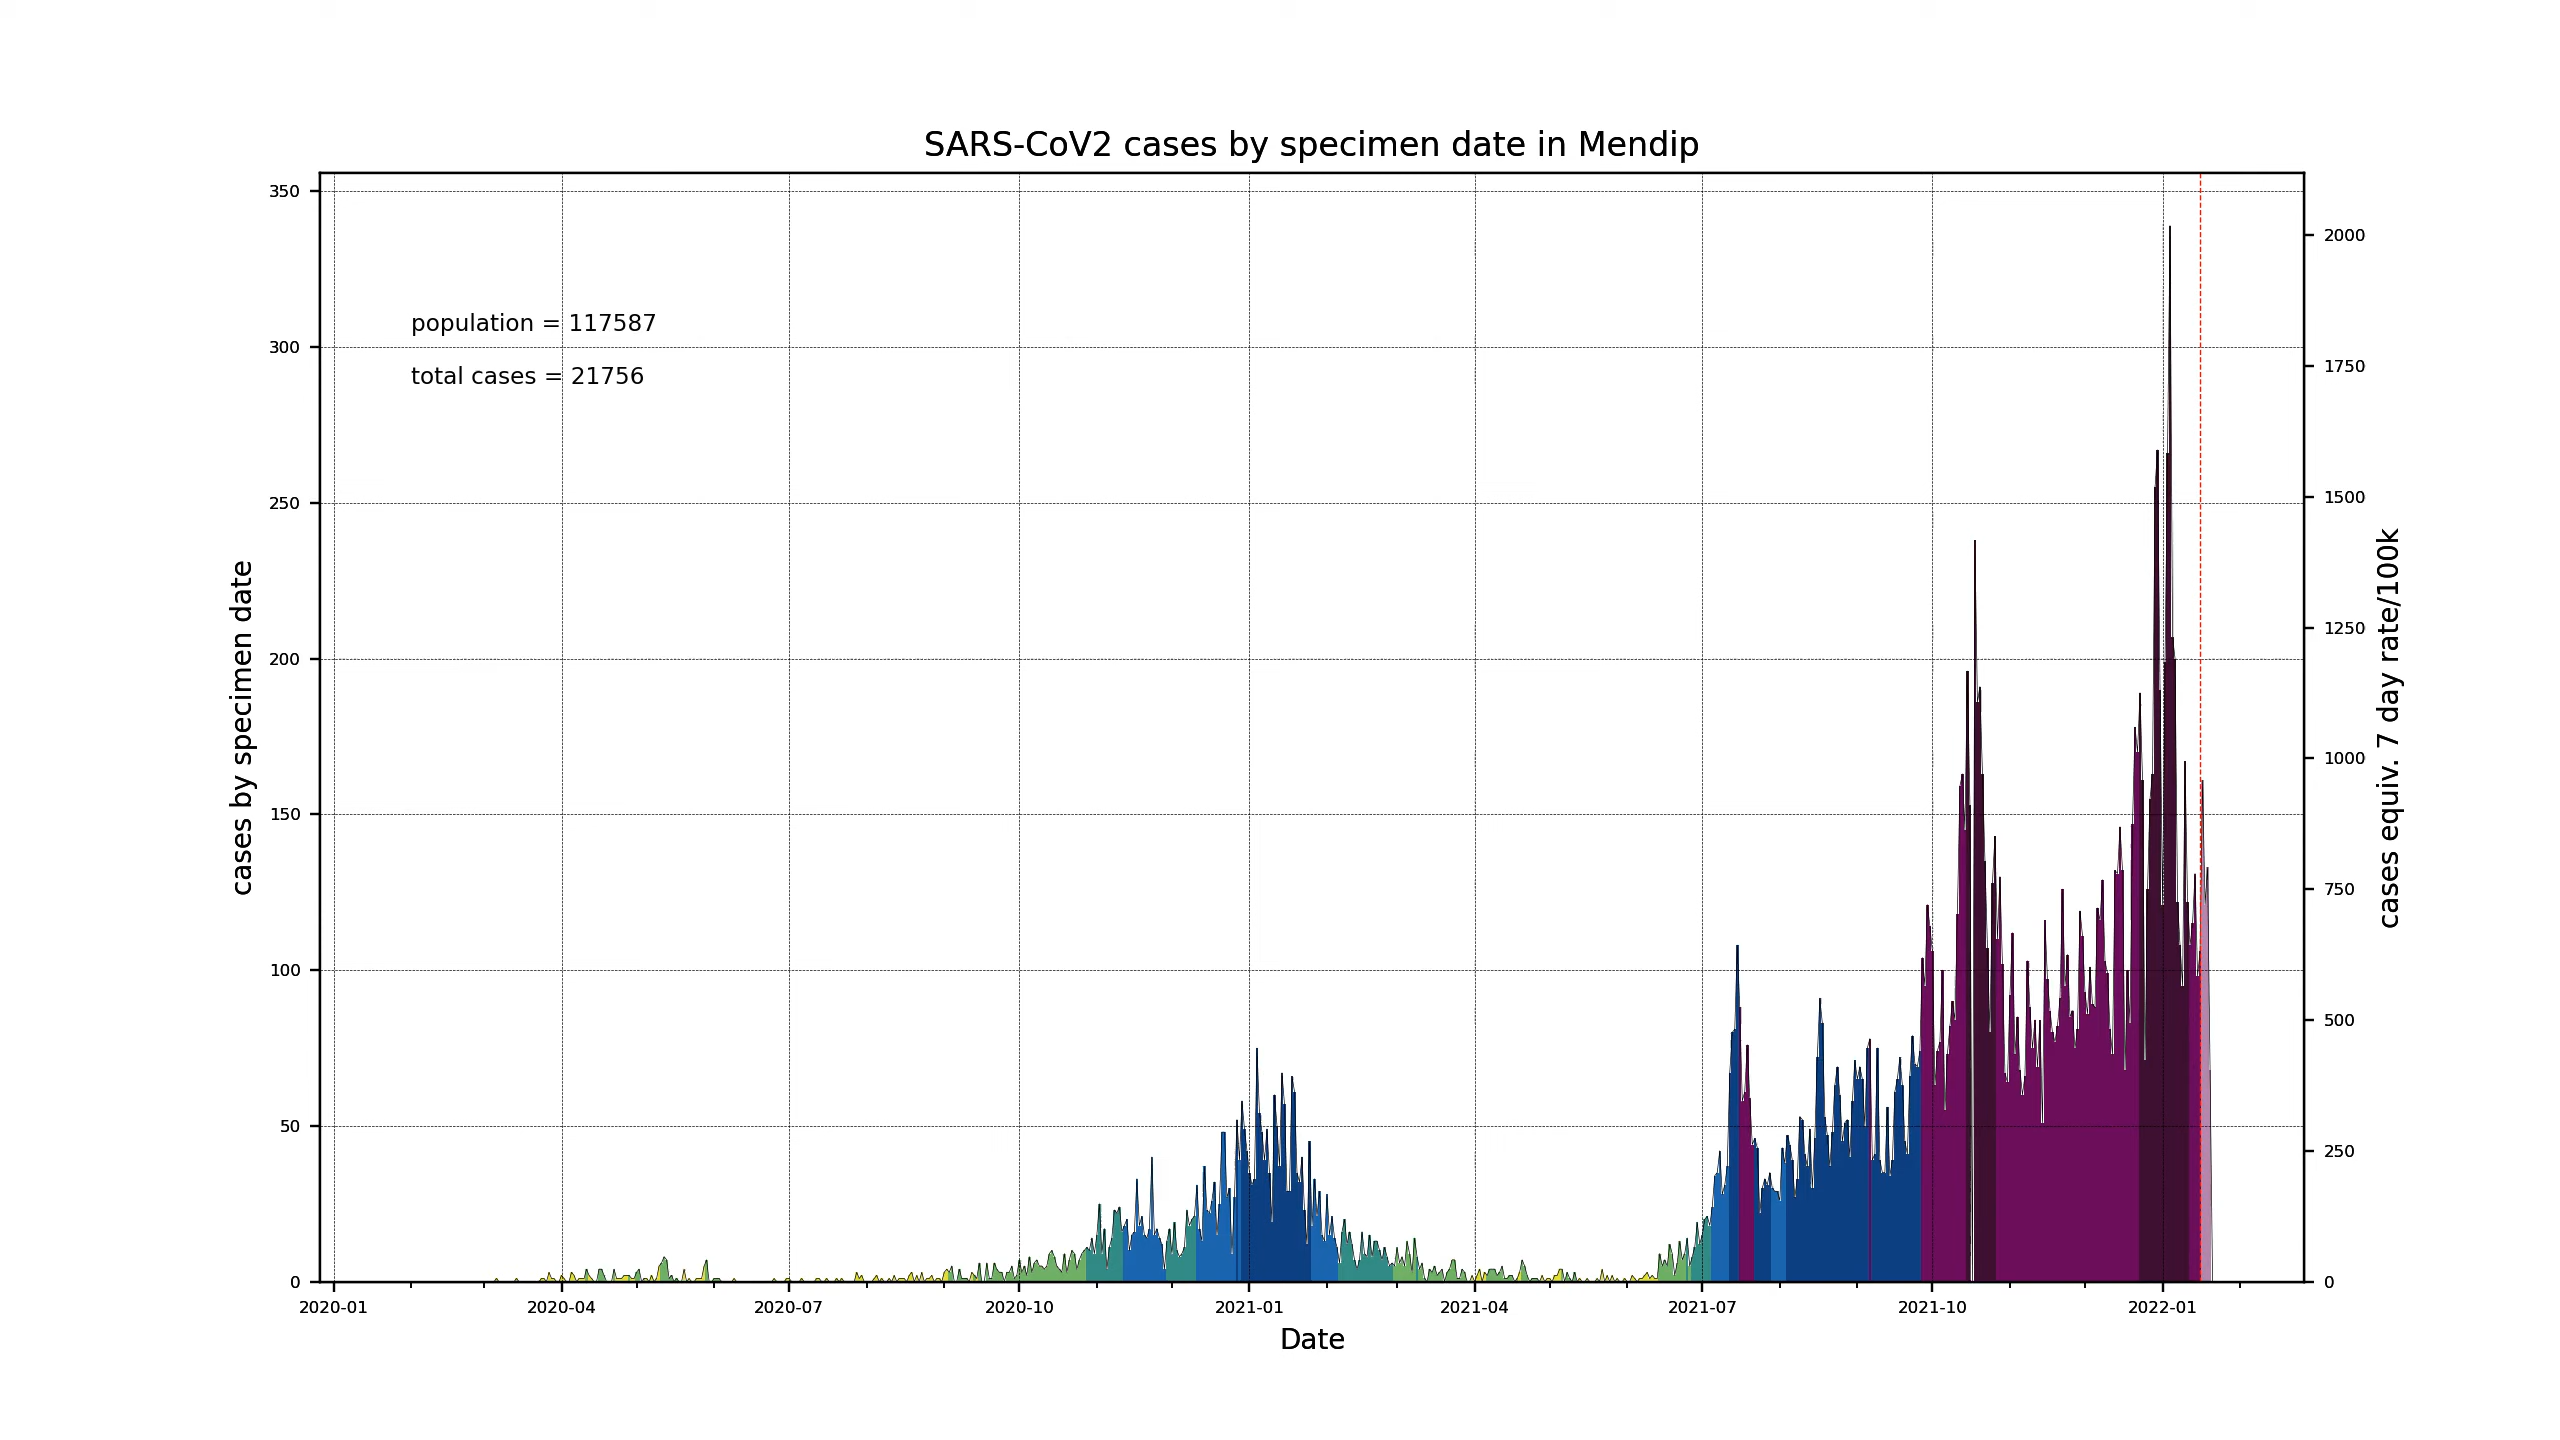 SARS-CoV2 cases by specimen date in Mendip
350
300
250
200
150
100
50
0
cases by specimen date
population = 117587
total cases = 21756
2000
1750
1500
1250
1000
750
500
250
0
cases equiv. 7 day rate/100k
2020-01 2020-04 2020-07 2020-10 2021-01 2021-04 2021-07 2021-10 2022-01
Date